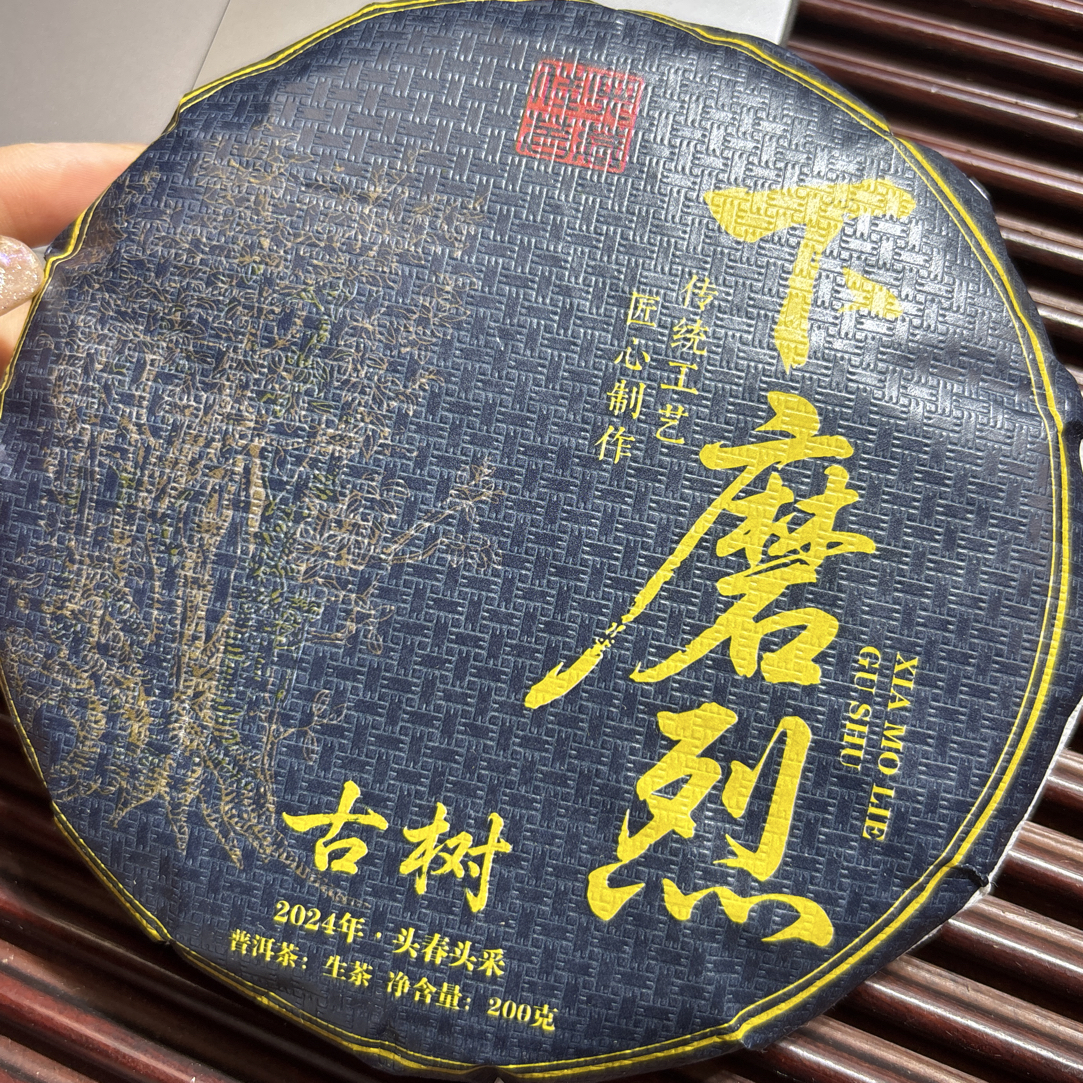 下磨烈
XIA MO LIE
GU SHU
传统工艺
匠心制作
古树
2024年·头春头采
普洱茶：生茶 净含量：200克